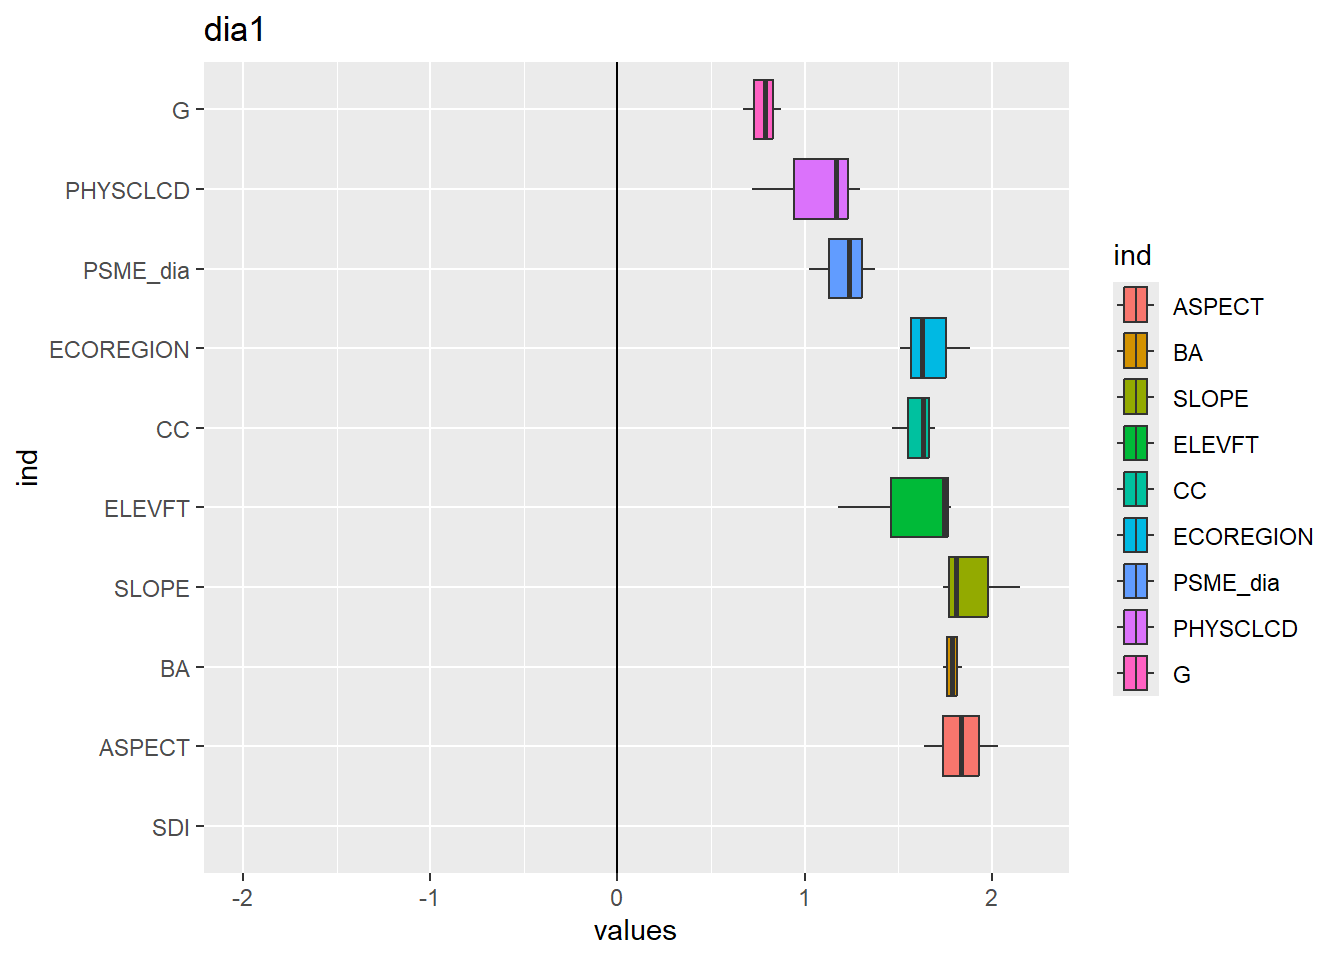 dia1
G
PHYSCLCD
PSME_dia
ECOREGION
CC
ELEVFT
SLOPE
BA
ASPECT
SDI
ind
-2 -1 0 1 2
values
ind
ASPECT
BA
SLOPE
ELEVFT
CC
ECOREGION
PSME_dia
PHYSCLCD
G